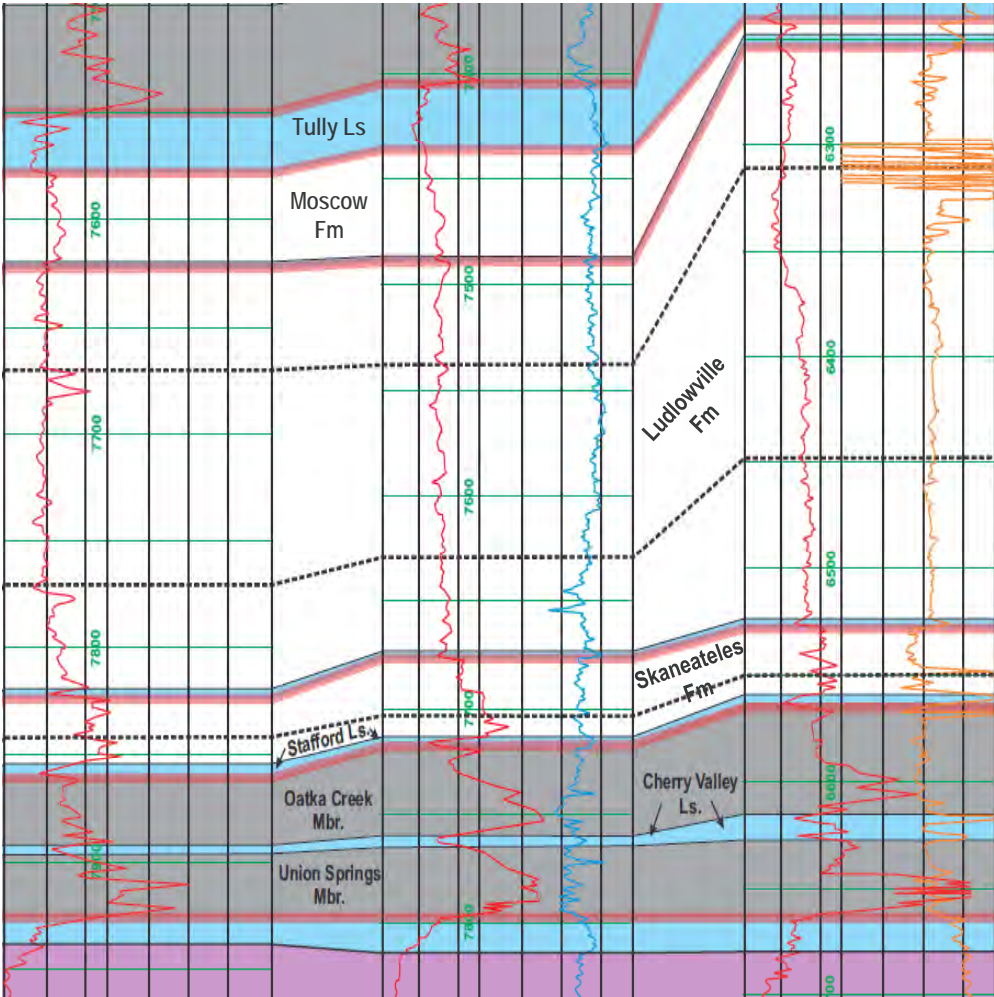 Tully Ls
Moscow
Fm
Ludlowville
Fm
Skaneateles
Fm
Stafford Ls.
Oatka Creek
Mbr.
Cherry Valley
Ls.
Union Springs
Mbr.
7600
7700
7800
7900
7500
7600
7700
7800
6300
6400
6500
6600